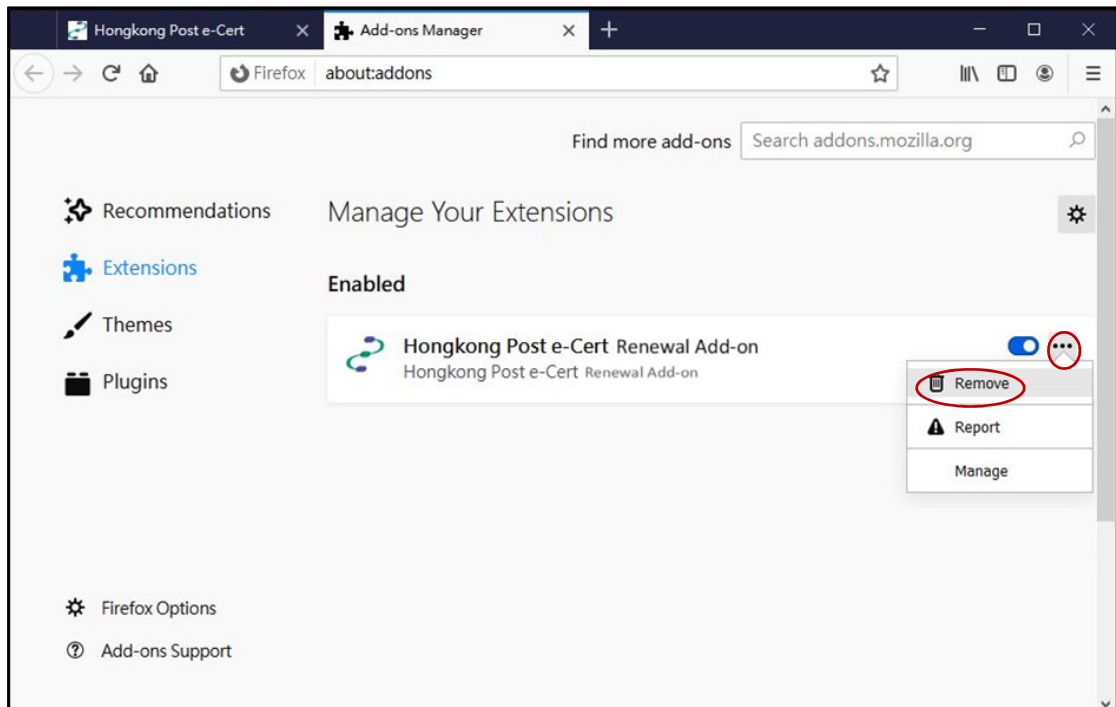 Hongkong Post e-Cert
Add-ons Manager
Firefox about:addons
Find more add-ons Search addons.mozilla.org
Recommendations
Manage Your Extensions
Extensions
Enabled
Themes
Hongkong Post e-Cert Renewal Add-on
Hongkong Post e-Cert Renewal Add-on
Plugins
Remove
Report
Manage
Firefox Options
Add-ons Support